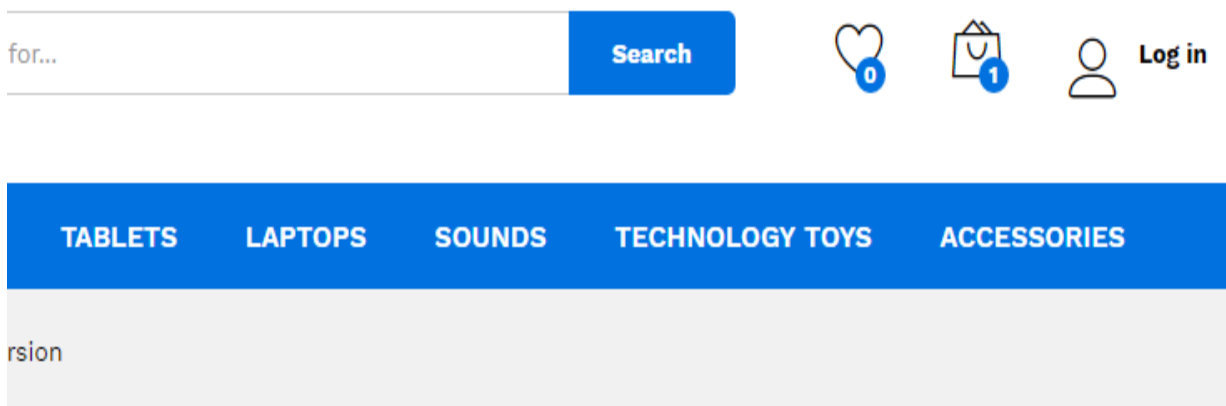 for... Search 0 1 Log in
TABLETS LAPTOPS SOUNDS TECHNOLOGY TOYS ACCESSORIES
rsion